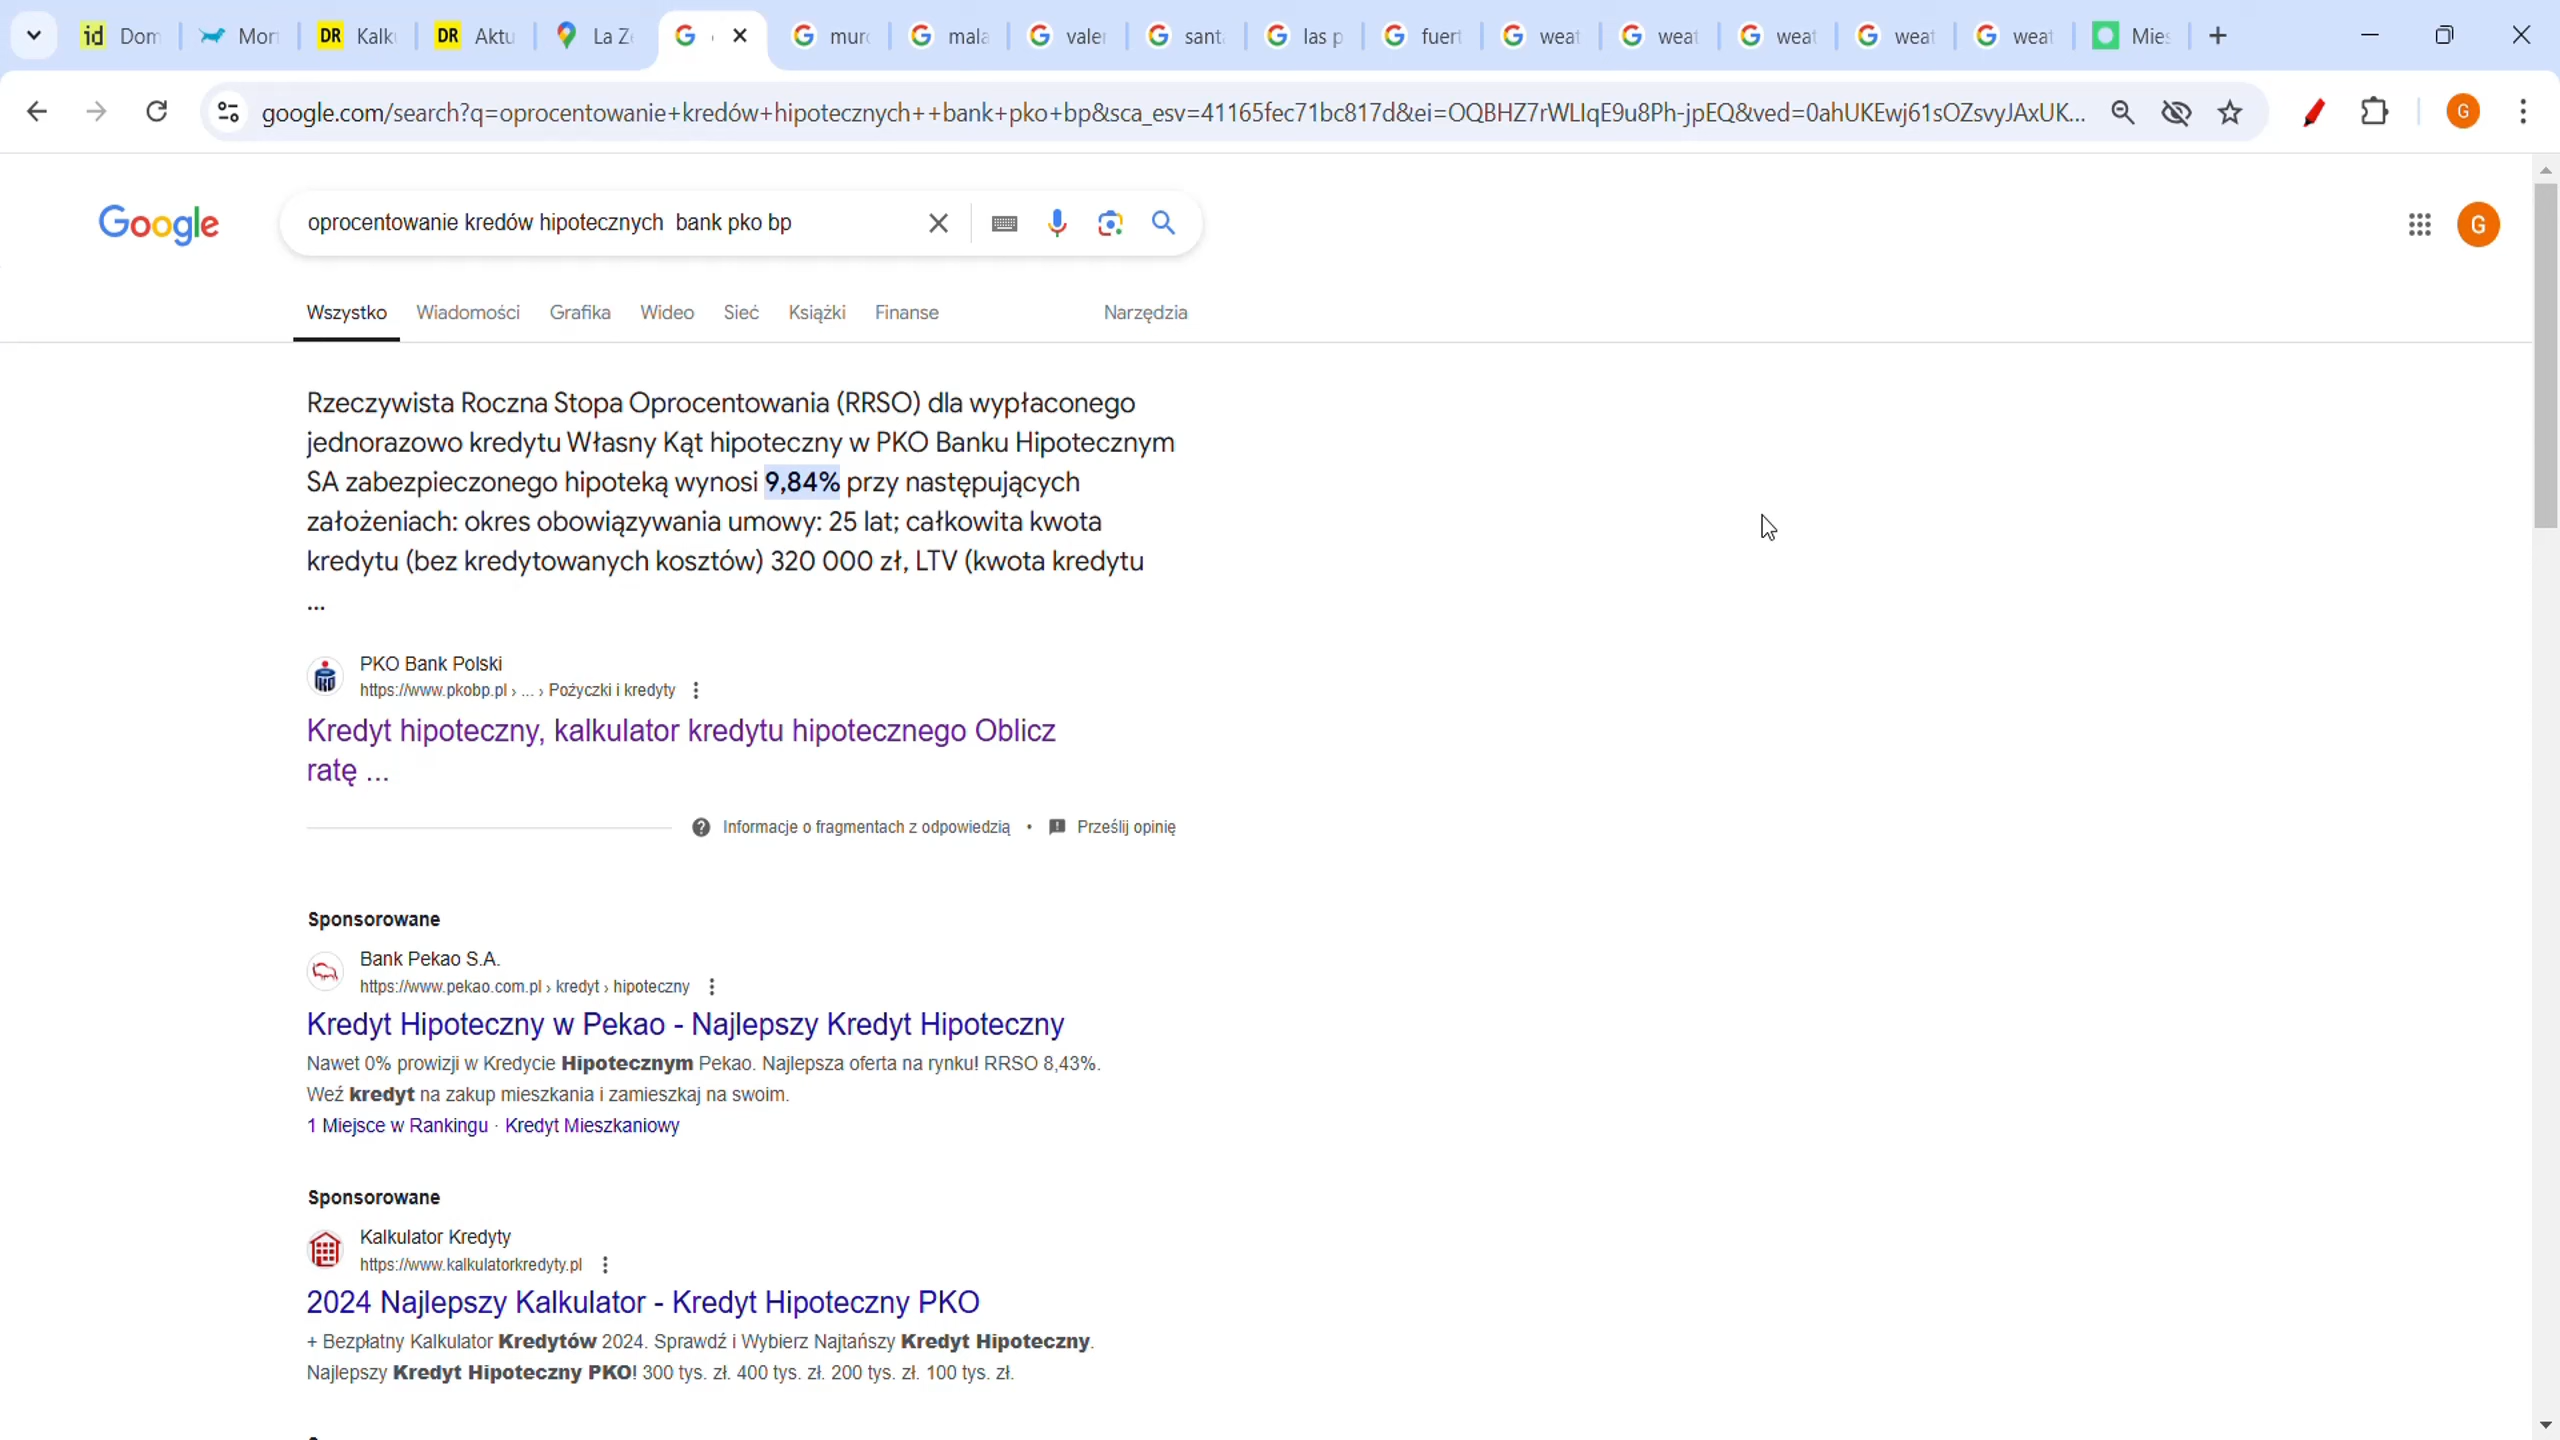 Dom
Mor
DR Kalk
DR Aktu
La Ze
murc
mala
valer
sant
las p
fuert
weat
weat
weat
weat
weat
Mies
google.com/search?q=oprocentowanie+kredów+hipotecznych++bank+pko+bp&sca_esv=41165fec71bc817d&ei=OQBHZ7rWLIqE9u8Ph-jpEQ&ved=0ahUKEwj61sOZsvyJAxUK...
G
Google
oprocentowanie kredów hipotecznych  bank pko bp
G
Wszystko
Wiadomości
Grafika
Wideo
Sieć
Książki
Finanse
Narzędzia
Rzeczywista Roczna Stopa Oprocentowania (RRSO) dla wypłaconego
jednorazowo kredytu Własny Kąt hipoteczny w PKO Banku Hipotecznym
SA zabezpieczonego hipoteką wynosi 9,84% przy następujących
założeniach: okres obowiązywania umowy: 25 lat; całkowita kwota
kredytu (bez kredytowanych kosztów) 320 000 zł, LTV (kwota kredytu
...
PKO Bank Polski
https://www.pkobp.pl › ... › Pożyczki i kredyty
Kredyt hipoteczny, kalkulator kredytu hipotecznego Oblicz
ratę ...
Informacje o fragmentach z odpowiedzią • Prześlij opinię
Sponsorowane
Bank Pekao S.A.
https://www.pekao.com.pl › kredyt › hipoteczny
Kredyt Hipoteczny w Pekao - Najlepszy Kredyt Hipoteczny
Nawet 0% prowizji w Kredycie Hipotecznym Pekao. Najlepsza oferta na rynku! RRSO 8,43%.
Weź kredyt na zakup mieszkania i zamieszkaj na swoim.
1 Miejsce w Rankingu · Kredyt Mieszkaniowy
Sponsorowane
Kalkulator Kredyty
https://www.kalkulatorkredyty.pl
2024 Najlepszy Kalkulator - Kredyt Hipoteczny PKO
+ Bezpłatny Kalkulator Kredytów 2024. Sprawdź i Wybierz Najtańszy Kredyt Hipoteczny.
Najlepszy Kredyt Hipoteczny PKO! 300 tys. zł. 400 tys. zł. 200 tys. zł. 100 tys. zł.